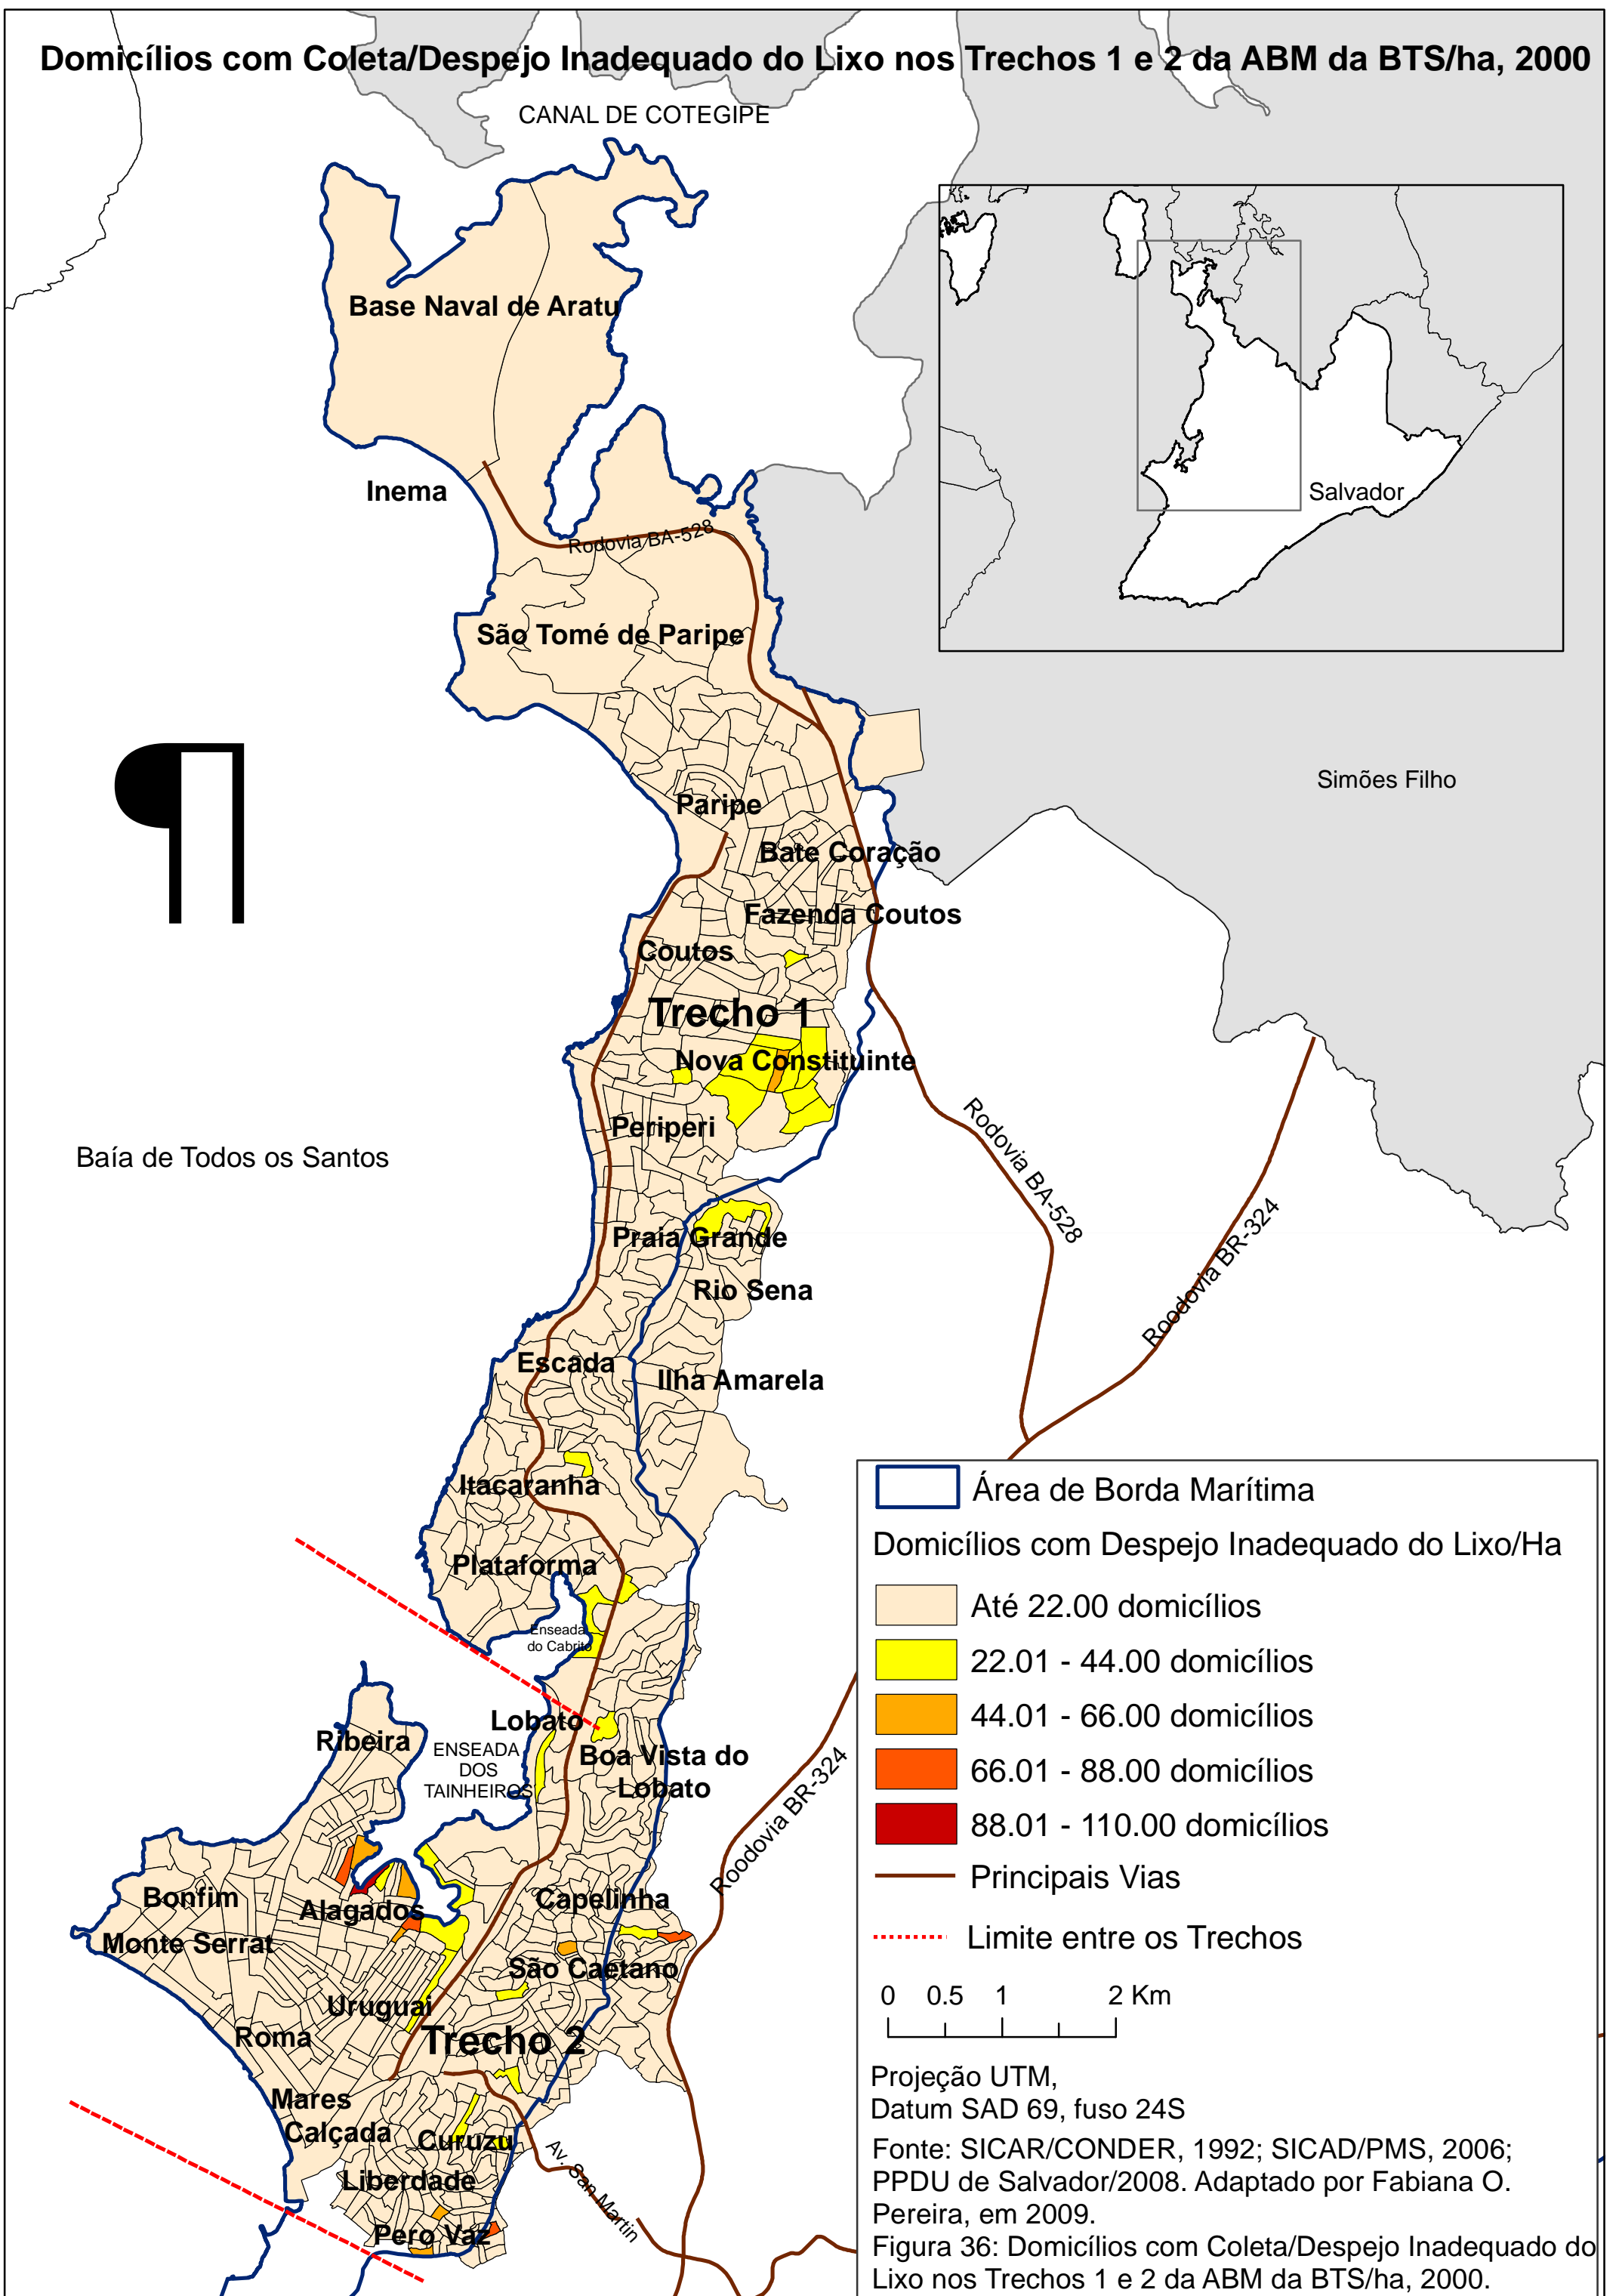 Domicílios com Coleta/Despejo Inadequado do Lixo nos Trechos 1 e 2 da ABM da BTS/ha, 2000
CANAL DE COTEGIPE
Base Naval de Aratu
Inema
Rodovia BA-528
Salvador
São Tomé de Paripe
¶
Simões Filho
Paripe
Bate Coração
Fazenda Coutos
Coutos
Trecho 1
Nova Constituinte
Periperi
Baía de Todos os Santos
Rodovia BA-528
Roodovia BR-324
Praia Grande
Rio Sena
Escada
Ilha Amarela
Itacaranha
Plataforma
Enseada
do Cabrito
Lobato
Ribeira
ENSEADA
DOS
TAINHEIROS
Boa Vista do
Lobato
Roodovia BR-324
Bonfim
Alagados
Capelinha
Monte Serrat
São Caetano
Uruguai
Roma
Trecho 2
Mares
Calçada
Curuzu
Av. San Martin
Liberdade
Pero Vaz
Área de Borda Marítima
Domicílios com Despejo Inadequado do Lixo/Ha
Até 22.00 domicílios
22.01 - 44.00 domicílios
44.01 - 66.00 domicílios
66.01 - 88.00 domicílios
88.01 - 110.00 domicílios
Principais Vias
Limite entre os Trechos
0 0.5 1 2 Km
Projeção UTM,
Datum SAD 69, fuso 24S
Fonte: SICAR/CONDER, 1992; SICAD/PMS, 2006;
PPDU de Salvador/2008. Adaptado por Fabiana O.
Pereira, em 2009.
Figura 36: Domicílios com Coleta/Despejo Inadequado do
Lixo nos Trechos 1 e 2 da ABM da BTS/ha, 2000.